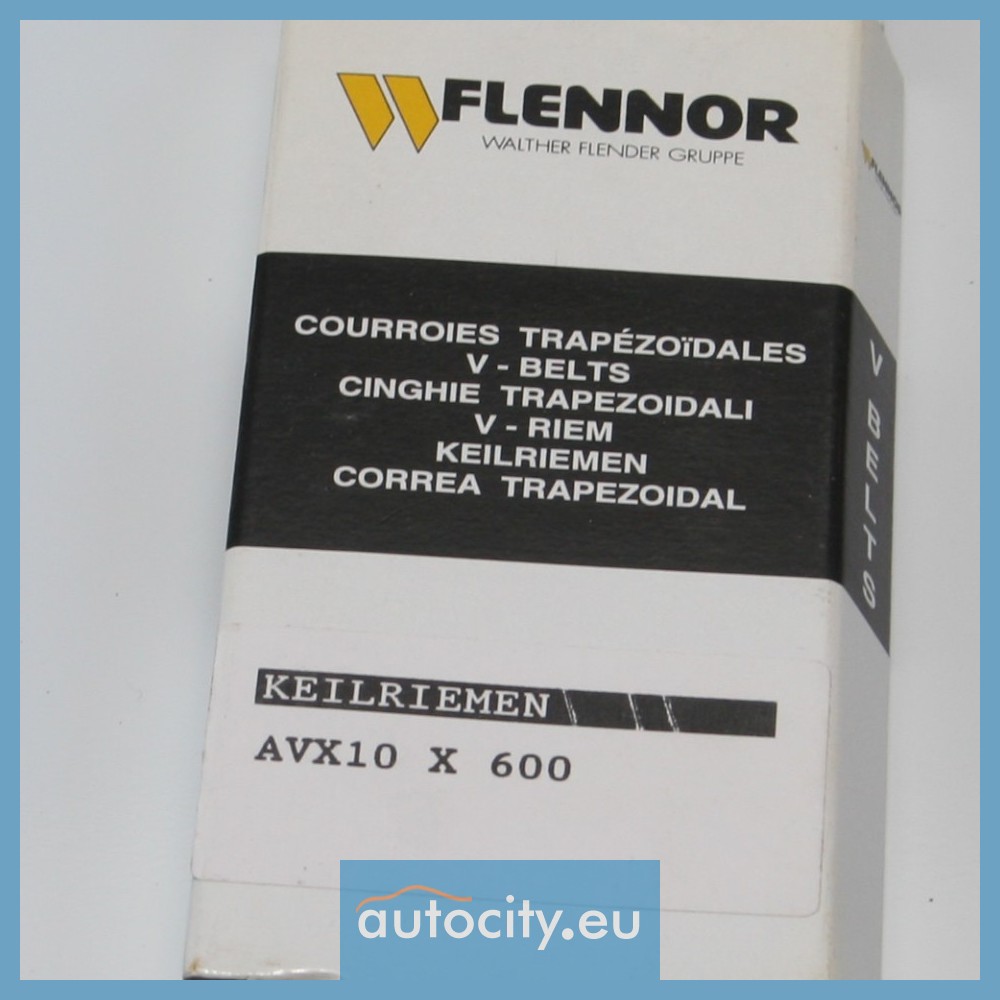 FLENNOR
WALTHER FLENDER GRUPPE
FLENNOR
COURROIES TRAPÉZOïDALES
V - BELTS
CINGHIE TRAPEZOIDALI
V - RIEM
KEILRIEMEN
CORREA TRAPEZOIDAL
V BELTS
KEILRIEMEN
AVX10 X 600
autocity.eu